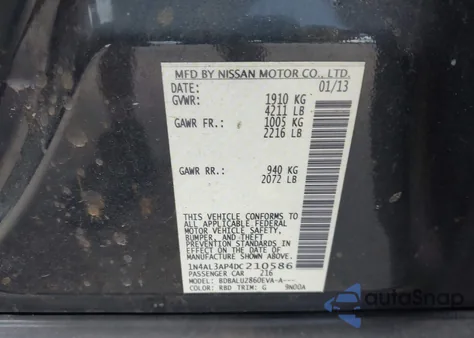 MFD BY NISSAN MOTOR CO., LTD.
DATE: 01/13
GVWR: 1910 KG
4211 LB
GAWR FR.: 1005 KG
2216 LB
GAWR RR.: 940 KG
2072 LB
THIS VEHICLE CONFORMS TO ALL
APPLICABLE FEDERAL
MOTOR VEHICLE SAFETY,
BUMPER, AND THEFT
PREVENTION STANDARDS IN
EFFECT ON THE DATE OF
MANUFACTURE SHOWN ABOVE.
1N4AL3AP4DC210586
PASSENGER CAR 216
MODEL: BDBALUZ860EVA-A----
COLOR: RBD TRIM: G 9N00A
autoSnap